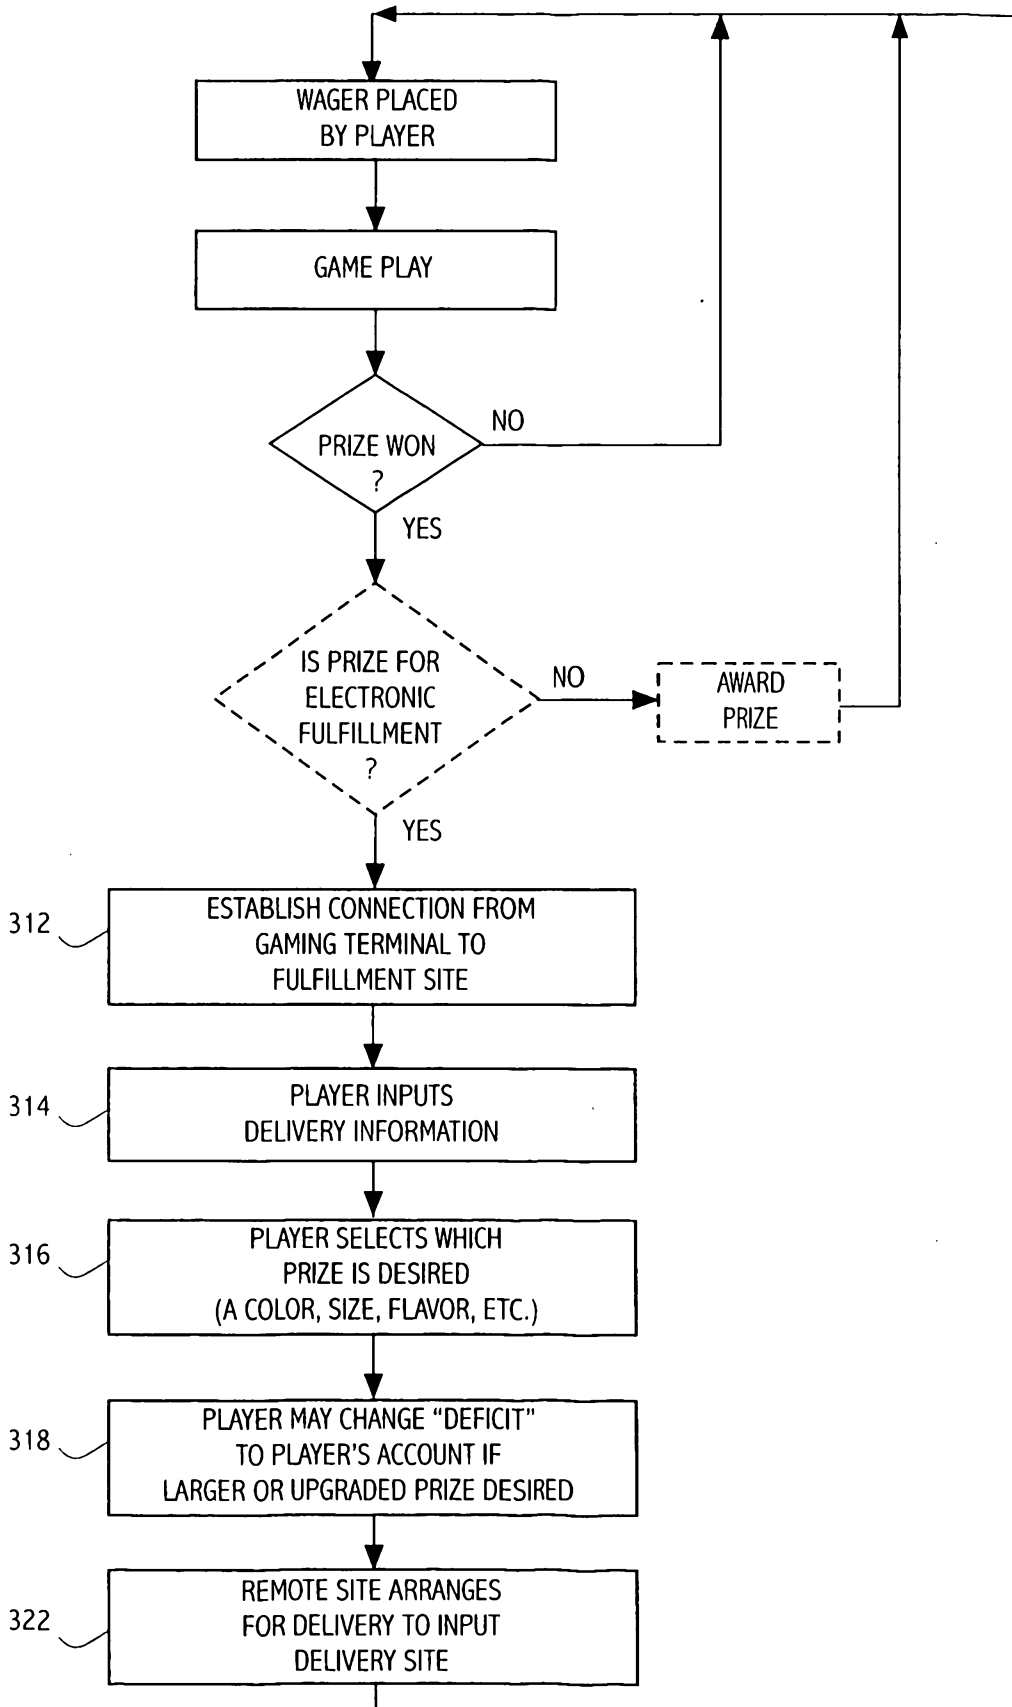 WAGER PLACED
BY PLAYER
GAME PLAY
PRIZE WON
?
NO
YES
IS PRIZE FOR
ELECTRONIC
FULFILLMENT
?
NO
AWARD
PRIZE
YES
312
ESTABLISH CONNECTION FROM
GAMING TERMINAL TO
FULFILLMENT SITE
314
PLAYER INPUTS
DELIVERY INFORMATION
316
PLAYER SELECTS WHICH
PRIZE IS DESIRED
(A COLOR, SIZE, FLAVOR, ETC.)
318
PLAYER MAY CHANGE “DEFICIT”
TO PLAYER'S ACCOUNT IF
LARGER OR UPGRADED PRIZE DESIRED
322
REMOTE SITE ARRANGES
FOR DELIVERY TO INPUT
DELIVERY SITE